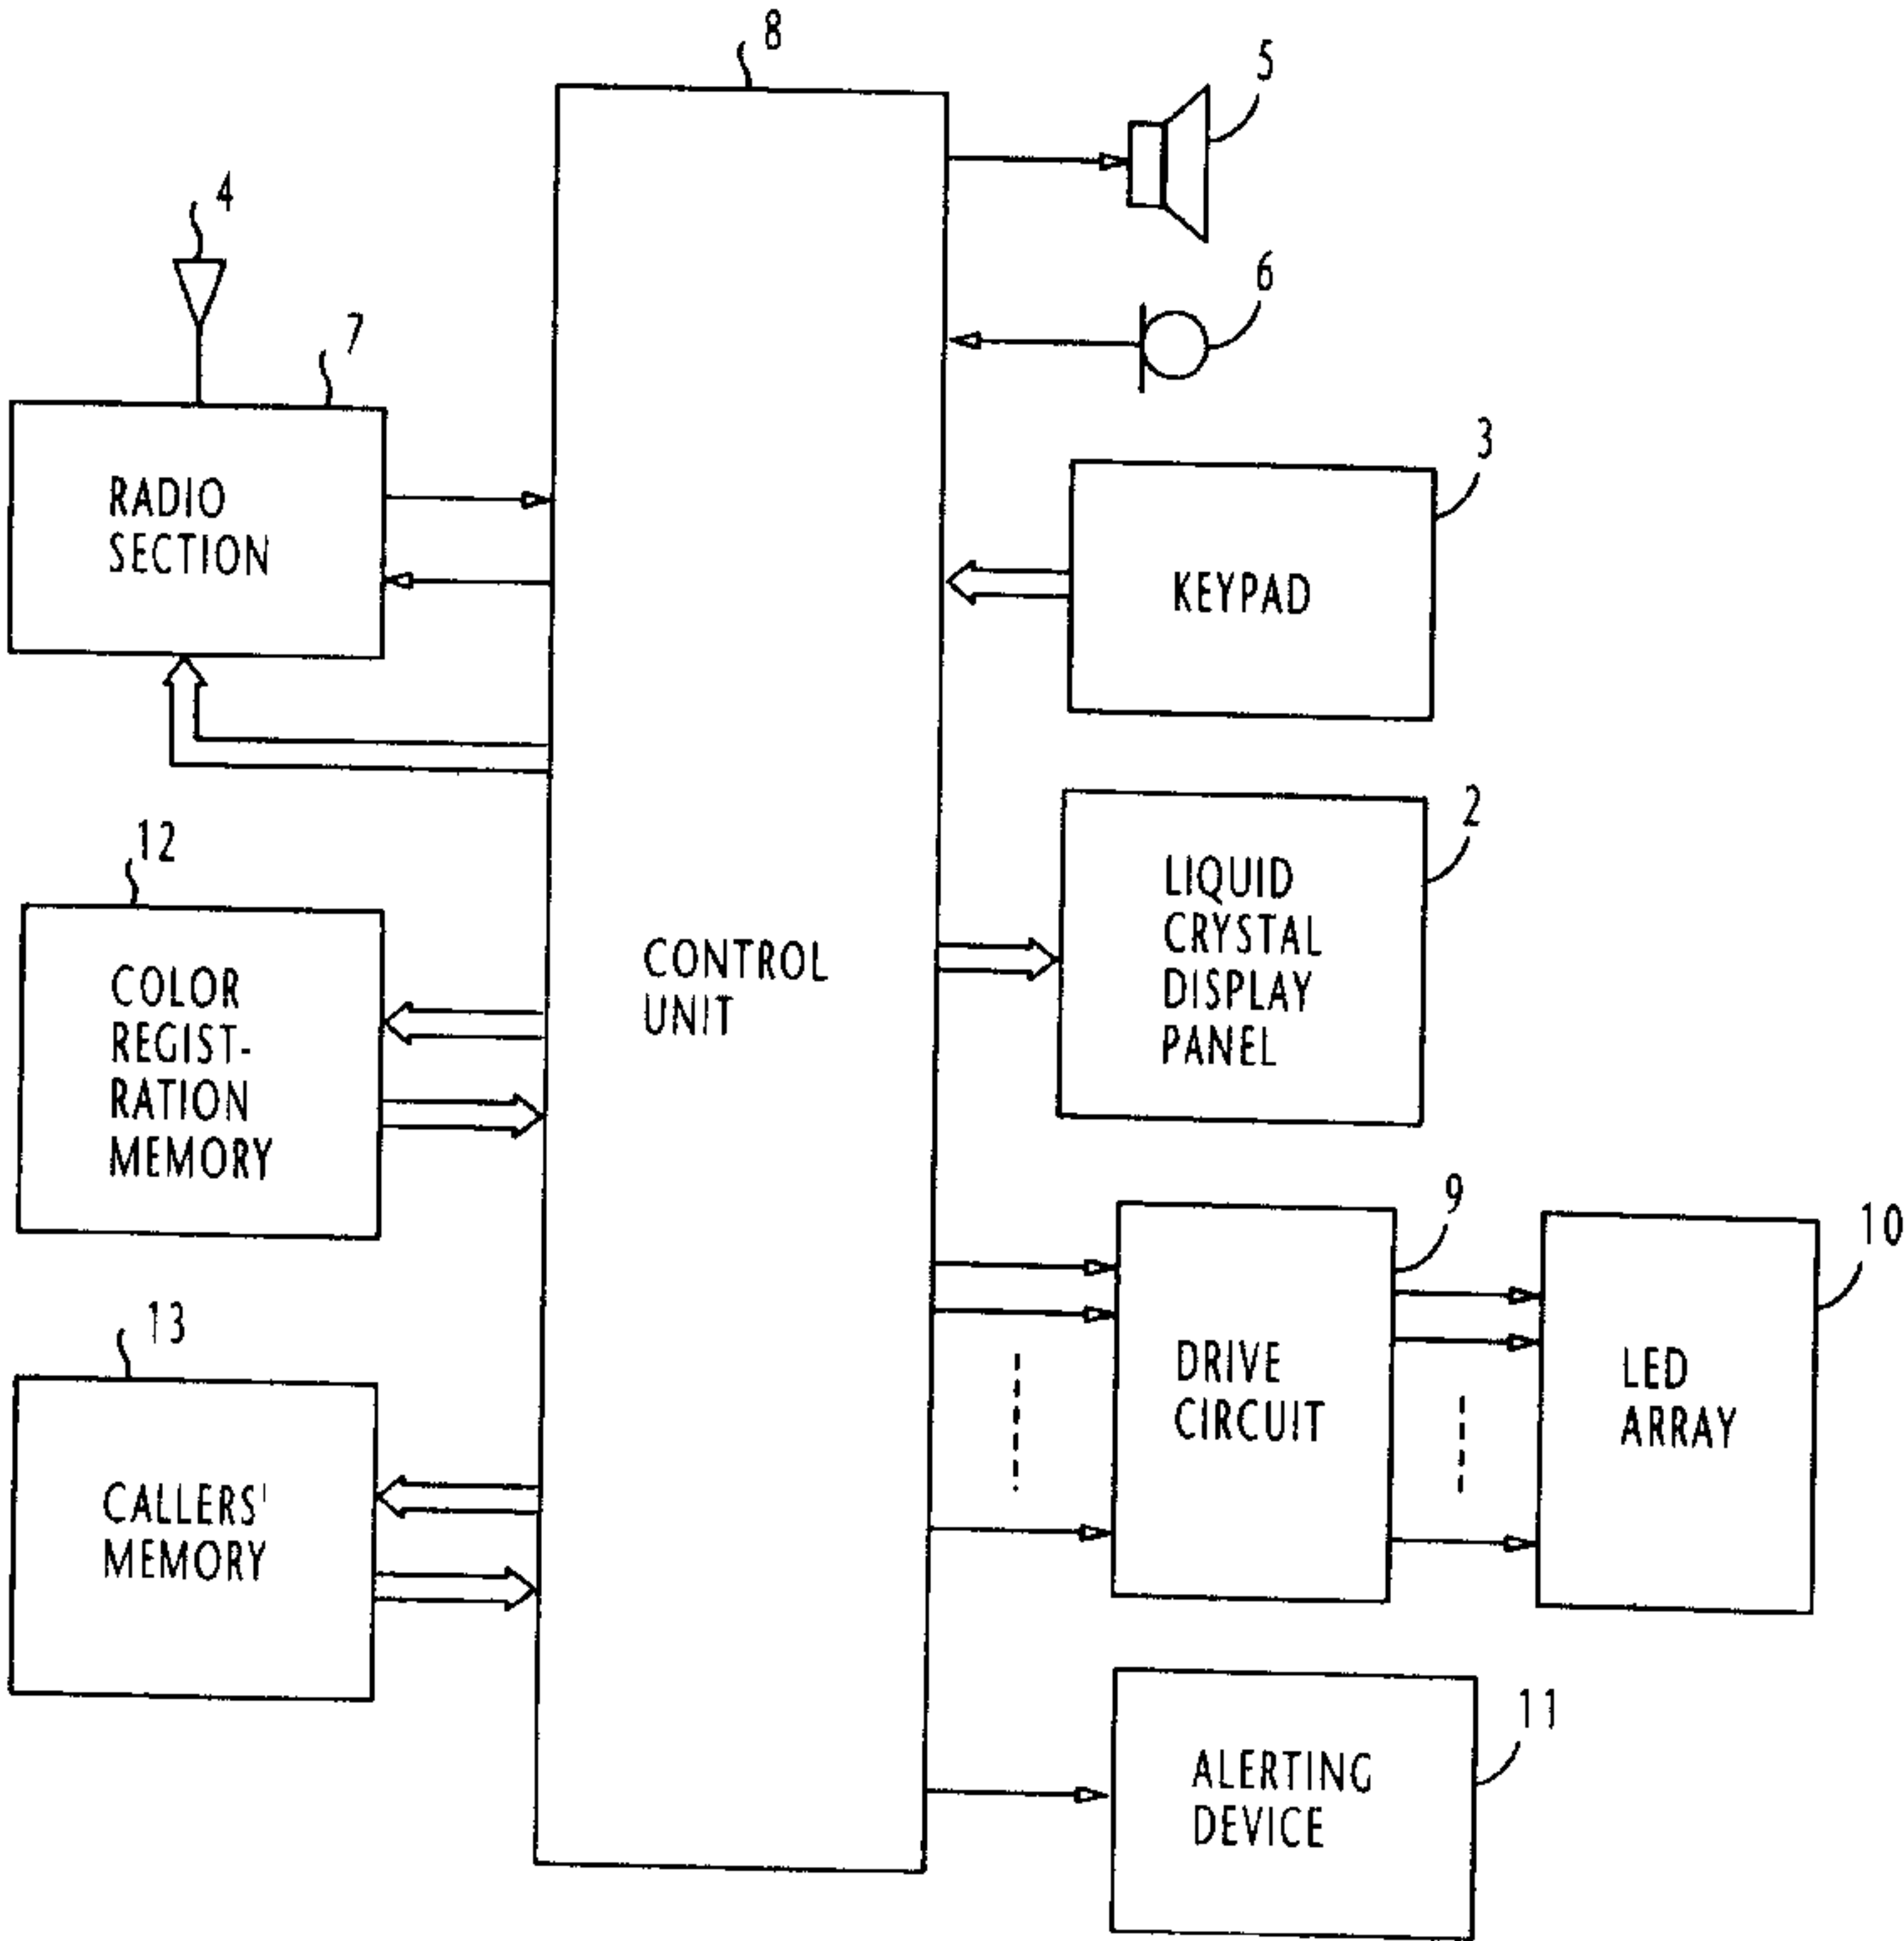 8
5
4
6
7
3
RADIO
SECTION
KEYPAD
2
12
LIQUID
CRYSTAL
DISPLAY
PANEL
CONTROL
UNIT
COLOR
REGIST-
RATION
MEMORY
9
10
13
DRIVE
CIRCUIT
LED
ARRAY
CALLERS'
MEMORY
11
ALERTING
DEVICE